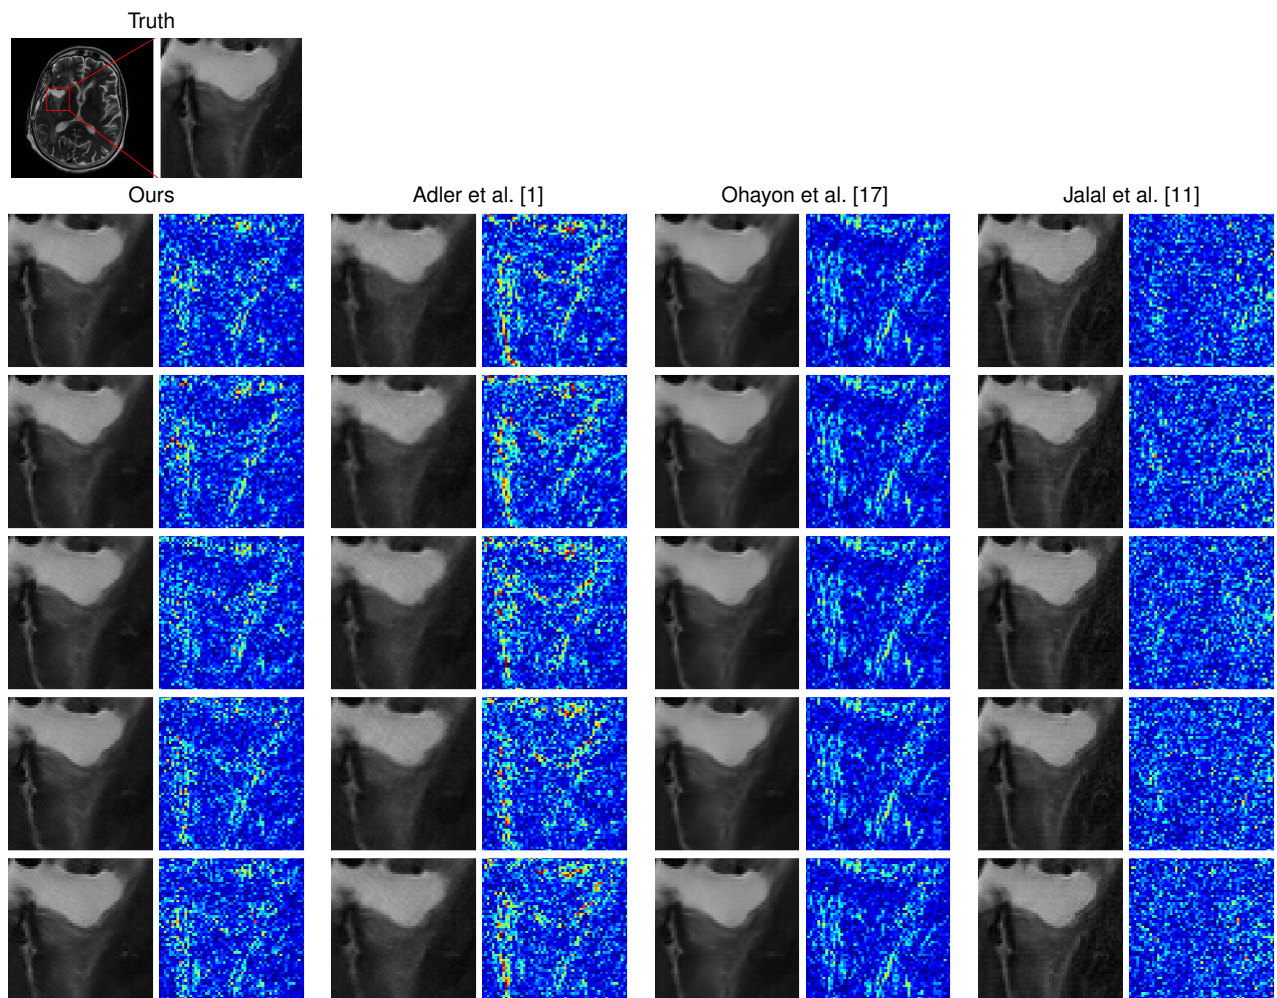 Truth
Ours
Adler et al. [1]
Ohayon et al. [17]
Jalal et al. [11]